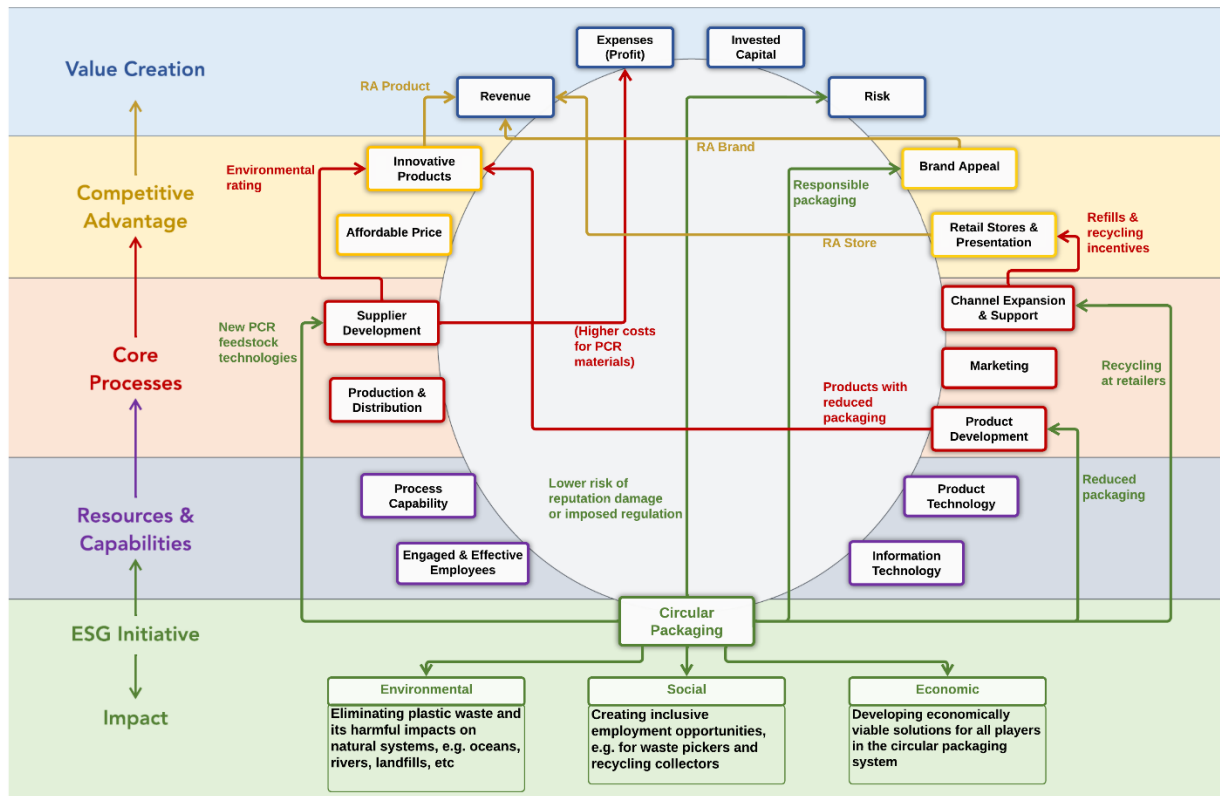 Value Creation
Competitive
Advantage
Core
Processes
Resources &
Capabilities
ESG Initiative
Impact
Expenses
(Profit)
Invested
Capital
RA Product
Revenue
Risk
RA Brand
Environmental
rating
Innovative
Products
Brand Appeal
Responsible
packaging
Affordable Price
Retail Stores &
Presentation
Refills &
recycling
incentives
RA Store
New PCR
feedstock
technologies
Supplier
Development
(Higher costs
for PCR
materials)
Channel Expansion
& Support
Marketing
Recycling
at retailers
Production &
Distribution
Products with
reduced
packaging
Product
Development
Process
Capability
Lower risk of
reputation damage
or imposed regulation
Product
Technology
Reduced
packaging
Engaged & Effective
Employees
Information
Technology
Circular
Packaging
Environmental
Eliminating plastic waste and
its harmful impacts on
natural systems, e.g. oceans,
rivers, landfills, etc
Social
Creating inclusive
employment opportunities,
e.g. for waste pickers and
recycling collectors
Economic
Developing economically
viable solutions for all players
in the circular packaging
system